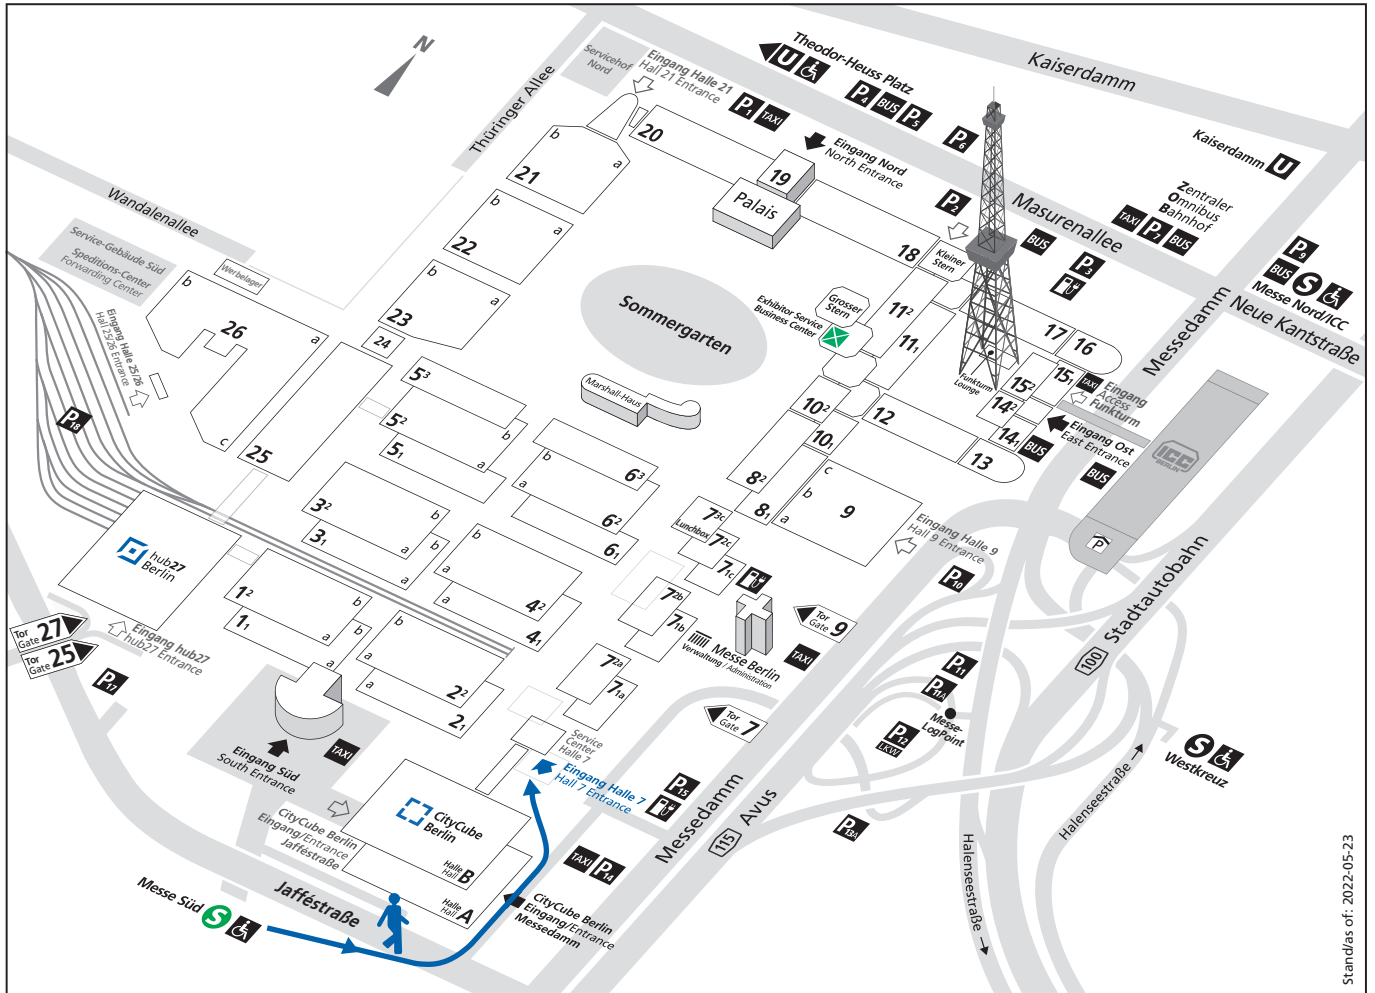 N
Servicehof
Nord
Eingang Halle 21
Hall 21 Entrance
Thüringer Allee
P1
TAXI
Theodor-Heuss Platz
U
P4
BUS
P5
P6
Kaiserdamm
Kaiserdamm
U
Eingang Nord
North Entrance
P2
Masurenallee
BUS
P3
Zentraler
Omnibus
Bahnhof
TAXI
P7
BUS
P9
BUS
S
Messe Nord/ICC
Neue Kantstraße
Messedamm
Wandalenallee
Service-Gebäude Süd
Speditions-Center
Forwarding Center
Werbelager
Eingang Halle 25/26
Hall 25/26 Entrance
P18
b
a
21
20
19
Palais
18
Kleiner
Stern
b
a
22
b
a
23
24
b
26
a
c
25
Sommergarten
Marshall-Haus
Exhibitor Service
Business Center
Grosser
Stern
11²
11₁
17
16
Funkturm
Lounge
15²
15₁
14²
14₁
TAXI
Eingang
Access
Funkturm
Eingang Ost
East Entrance
BUS
BUS
ICC
BERLIN
P
12
13
10²
10₁
8²
8₁
c
b
a
9
Eingang Halle 9
Hall 9 Entrance
P10
5³
5²
b
5₁
a
b
6³
a
6²
6₁
3²
b
3₁
b
a
a
b
a
4²
a
4₁
7³ᶜ
Lunchbox
7²ᶜ
7₁c
7²ᵇ
7₁b
7²ᵃ
7₁a
Messe Berlin
Verwaltung / Administration
Tor
Gate 9
TAXI
Tor
Gate 7
hub27
Berlin
Tor
Gate 27
Tor
Gate 25
Eingang hub27
hub27 Entrance
P17
1²
b
1₁
b
a
a
b
a
2²
a
2₁
Eingang Süd
South Entrance
TAXI
Service
Center
Halle 7
Eingang Halle 7
Hall 7 Entrance
P15
CityCube Berlin
Eingang/Entrance
Jafféstraße
CityCube
Berlin
Halle
Hall B
Halle
Hall A
TAXI
P14
CityCube Berlin
Eingang/Entrance
Messedamm
Messedamm
115 Avus
100 Stadtautobahn
P11
P11A
Messe-
LogPoint
P12
LKW
P13A
S
Westkreuz
Halenseestraße
Halenseestraße
Messe Süd
S
Jafféstraße
Stand/as of: 2022-05-23